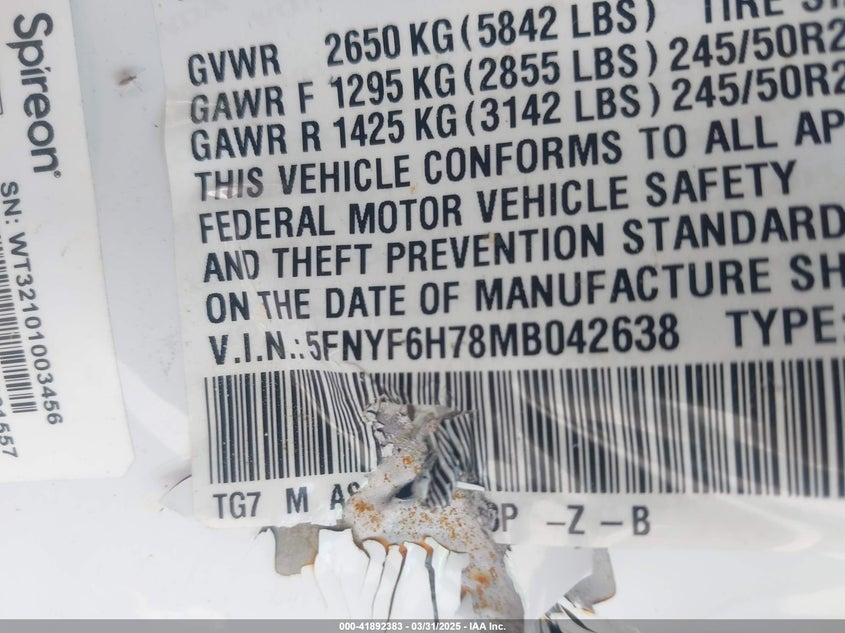 GVWR 2650 KG (5842 LBS) TIRE
GAWR F 1295 KG (2855 LBS) 245/50R2
GAWR R 1425 KG (3142 LBS) 245/50R2
THIS VEHICLE CONFORMS TO ALL AP
FEDERAL MOTOR VEHICLE SAFETY
AND THEFT PREVENTION STANDARD
ON THE DATE OF MANUFACTURE SH
V.I.N.:5FNYF6H78MB042638 TYPE:
TG7 M
-Z-B
Spireon
SN: WT32101003456
1557
000-41892383 - 03/31/2025 - IAA Inc.